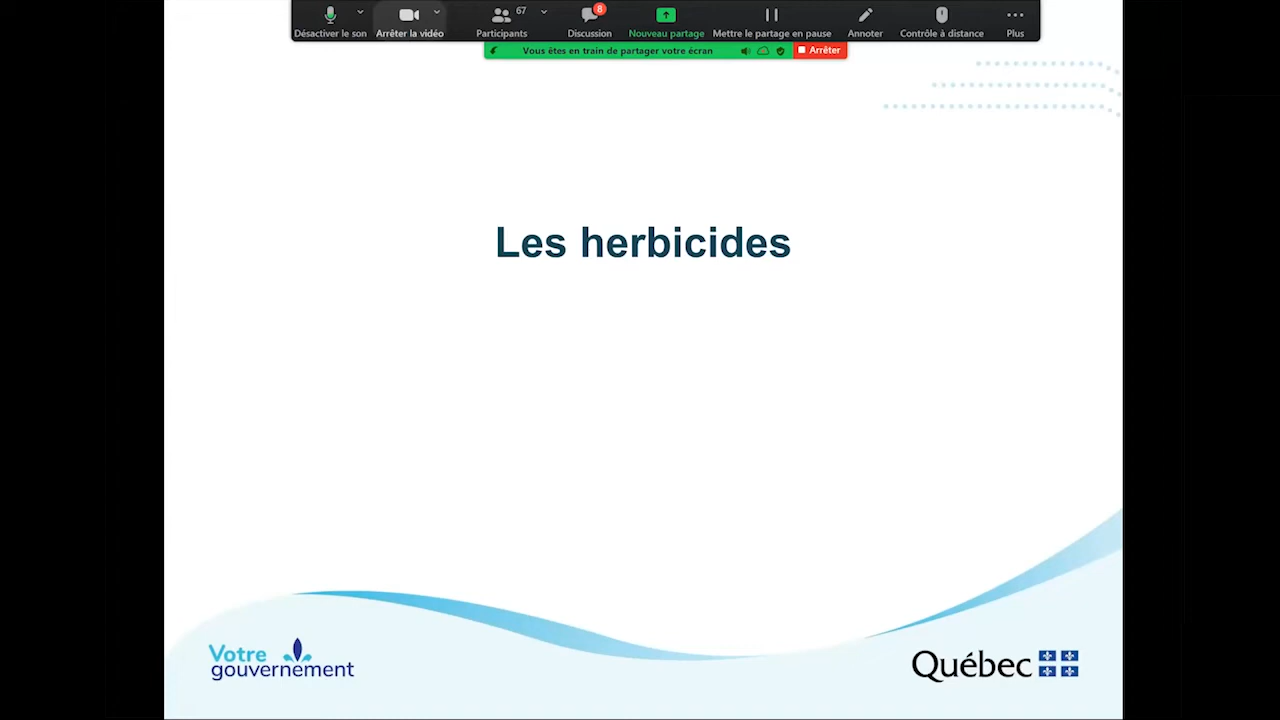 67
8
Désactiver le son
Arrêter la vidéo
Participants
Discussion
Nouveau partage
Mettre le partage en pause
Annoter
Contrôle à distance
Plus
Vous êtes en train de partager votre écran
Arrêter
Les herbicides
Votre
gouvernement
Québec